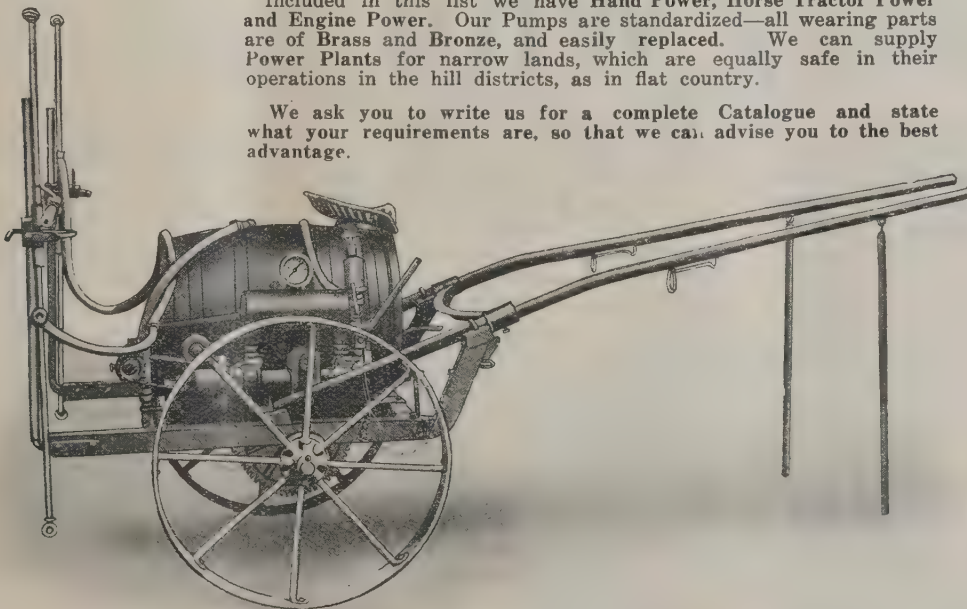 Included in this list we have Hand Power, Horse Tractor Power
and Engine Power. Our Pumps are standardized—all wearing parts
are of Brass and Bronze, and easily replaced. We can supply
Power Plants for narrow lands, which are equally safe in their
operations in the hill districts, as in flat country.
We ask you to write us for a complete Catalogue and state
what your requirements are, so that we can advise you to the best
advantage.